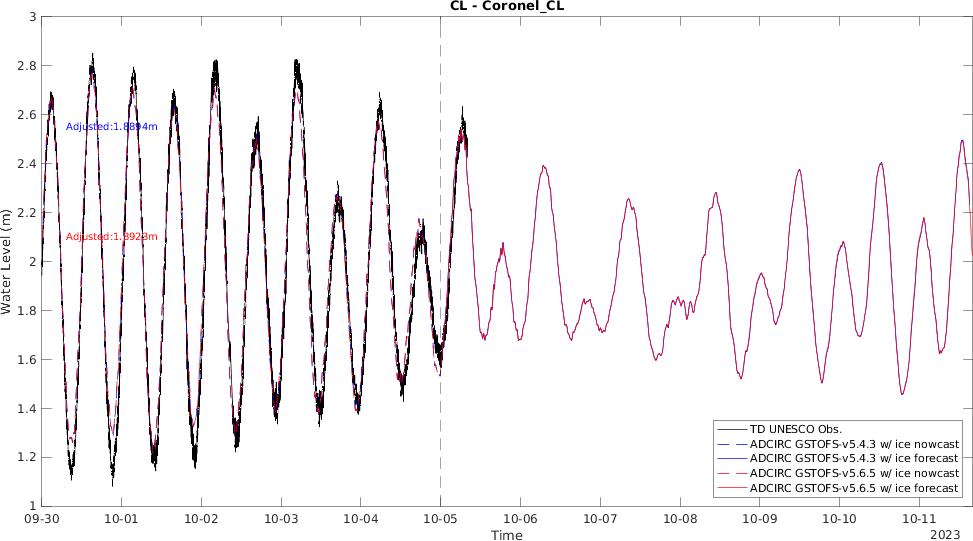 CL - Coronel_CL
3
2.8
2.6
2.4
2.2
2
1.8
1.6
1.4
1.2
1
Water Level (m)
Adjusted:1.8894m
Adjusted:1.8923m
09-30
10-01
10-02
10-03
10-04
10-05
10-06
10-07
10-08
10-09
10-10
10-11
Time
2023
TD UNESCO Obs.
ADCIRC GSTOFS-v5.4.3 w/ ice nowcast
ADCIRC GSTOFS-v5.4.3 w/ ice forecast
ADCIRC GSTOFS-v5.6.5 w/ ice nowcast
ADCIRC GSTOFS-v5.6.5 w/ ice forecast